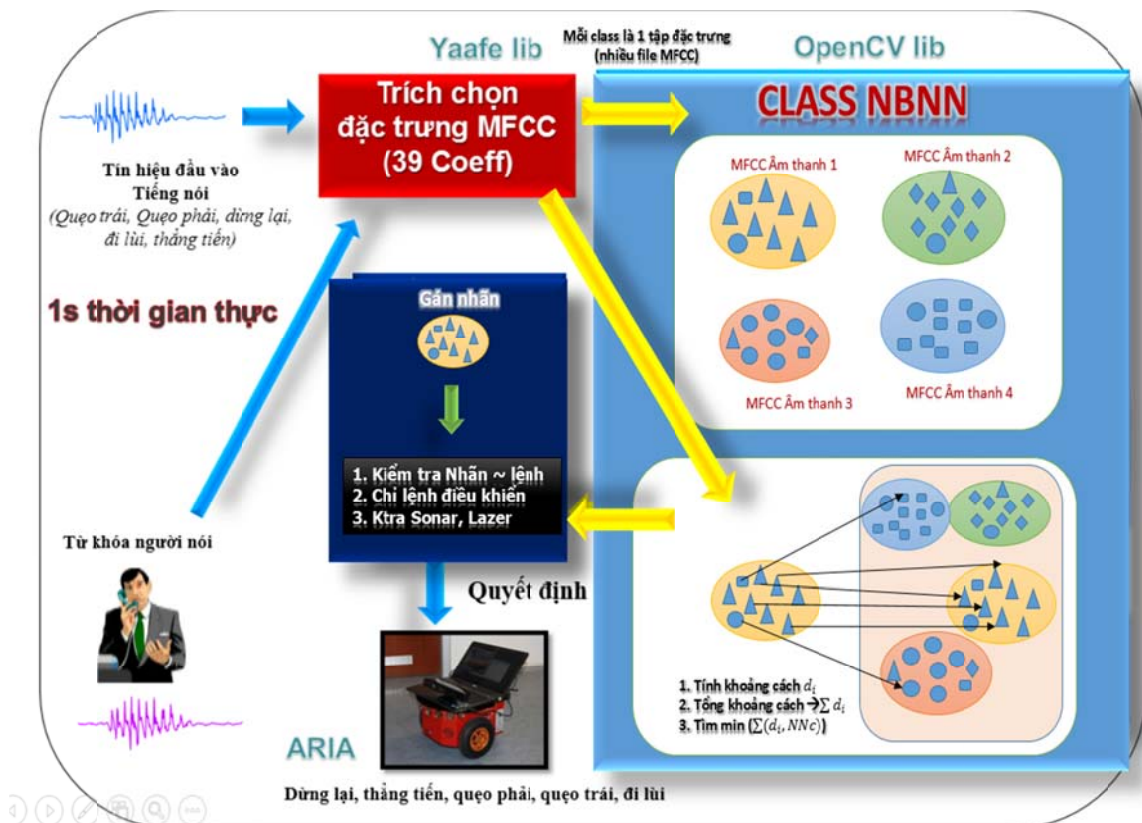 Yaafe lib
Mỗi class là 1 tập đặc trưng
(nhiều file MFCC)
OpenCV lib
Trích chọn
đặc trưng MFCC
(39 Coeff)
CLASS NBNN
Tín hiệu đầu vào
Tiếng nói
(Quẹo trái, Quẹo phải, dừng lại,
đi lùi, thẳng tiến)
1s thời gian thực
MFCC Âm thanh 1
MFCC Âm thanh 2
MFCC Âm thanh 3
MFCC Âm thanh 4
Gán nhãn
1. Kiểm tra Nhãn ~ lệnh
2. Chỉ lệnh điều khiển
3. Ktra Sonar, Lazer
Từ khóa người nói
Quyết định
1. Tính khoảng cách dᵢ
2. Tổng khoảng cách →∑ dᵢ
3. Tìm min (∑(dᵢ, NNc))
ARIA
Dừng lại, thẳng tiến, quẹo phải, quẹo trái, đi lùi